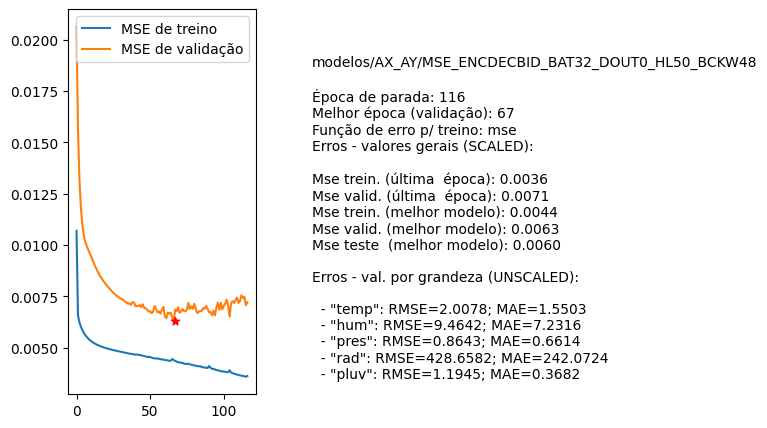 MSE de treino
MSE de validação
0.0200
0.0175
0.0150
0.0125
0.0100
0.0075
0.0050
0
50
100
modelos/AX_AY/MSE_ENCDECBID_BAT32_DOUT0_HL50_BCKW48
Época de parada: 116
Melhor época (validação): 67
Função de erro p/ treino: mse
Erros - valores gerais (SCALED):
Mse trein. (última  época): 0.0036
Mse valid. (última  época): 0.0071
Mse trein. (melhor modelo): 0.0044
Mse valid. (melhor modelo): 0.0063
Mse teste  (melhor modelo): 0.0060
Erros - val. por grandeza (UNSCALED):
- "temp": RMSE=2.0078; MAE=1.5503
- "hum": RMSE=9.4642; MAE=7.2316
- "pres": RMSE=0.8643; MAE=0.6614
- "rad": RMSE=428.6582; MAE=242.0724
- "pluv": RMSE=1.1945; MAE=0.3682